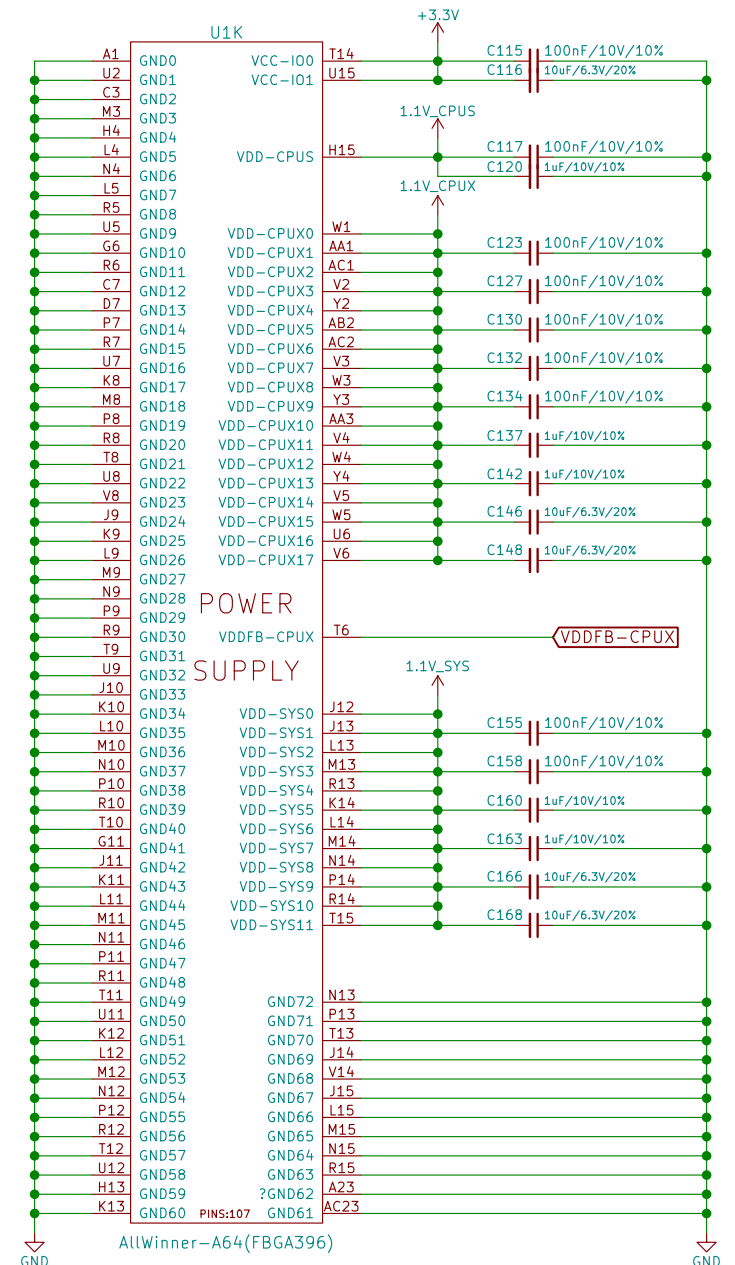 +3.3V
U1K
A1 GND0 VCC-IO0 T14 C115 100nF/10V/10%
U2 GND1 VCC-IO1 U15 C116 10uF/6.3V/20%
C3 GND2
M3 GND3 1.1V_CPUS
H4 GND4
L4 GND5 VDD-CPUS H15 C117 100nF/10V/10%
N4 GND6 C120 1uF/10V/10%
L5 GND7 1.1V_CPUX
R5 GND8
U5 GND9 VDD-CPUX0 W1
G6 GND10 VDD-CPUX1 AA1 C123 100nF/10V/10%
R6 GND11 VDD-CPUX2 AC1
C7 GND12 VDD-CPUX3 V2 C127 100nF/10V/10%
D7 GND13 VDD-CPUX4 Y2
P7 GND14 VDD-CPUX5 AB2 C130 100nF/10V/10%
R7 GND15 VDD-CPUX6 AC2
U7 GND16 VDD-CPUX7 V3 C132 100nF/10V/10%
K8 GND17 VDD-CPUX8 W3
M8 GND18 VDD-CPUX9 Y3 C134 100nF/10V/10%
P8 GND19 VDD-CPUX10 AA3
R8 GND20 VDD-CPUX11 V4 C137 1uF/10V/10%
T8 GND21 VDD-CPUX12 W4
U8 GND22 VDD-CPUX13 Y4 C142 1uF/10V/10%
V8 GND23 VDD-CPUX14 V5
J9 GND24 VDD-CPUX15 W5 C146 10uF/6.3V/20%
K9 GND25 VDD-CPUX16 U6
L9 GND26 VDD-CPUX17 V6 C148 10uF/6.3V/20%
M9 GND27
N9 GND28 POWER
P9 GND29
R9 GND30 VDDFB-CPUX T6 VDDFB-CPUX
T9 GND31
U9 GND32 SUPPLY 1.1V_SYS
J10 GND33
K10 GND34 VDD-SYS0 J12
L10 GND35 VDD-SYS1 J13 C155 100nF/10V/10%
M10 GND36 VDD-SYS2 L13
N10 GND37 VDD-SYS3 M13 C158 100nF/10V/10%
P10 GND38 VDD-SYS4 R13
R10 GND39 VDD-SYS5 K14 C160 1uF/10V/10%
T10 GND40 VDD-SYS6 L14
G11 GND41 VDD-SYS7 M14 C163 1uF/10V/10%
J11 GND42 VDD-SYS8 N14
K11 GND43 VDD-SYS9 P14 C166 10uF/6.3V/20%
L11 GND44 VDD-SYS10 R14
M11 GND45 VDD-SYS11 T15 C168 10uF/6.3V/20%
N11 GND46
P11 GND47
R11 GND48
T11 GND49 GND72 N13
U11 GND50 GND71 P13
K12 GND51 GND70 T13
L12 GND52 GND69 J14
M12 GND53 GND68 V14
N12 GND54 GND67 J15
P12 GND55 GND66 L15
R12 GND56 GND65 M15
T12 GND57 GND64 N15
U12 GND58 GND63 R15
H13 GND59 ?GND62 A23
K13 GND60 PINS:107 GND61 AC23
AllWinner-A64(FBGA396)
GND GND